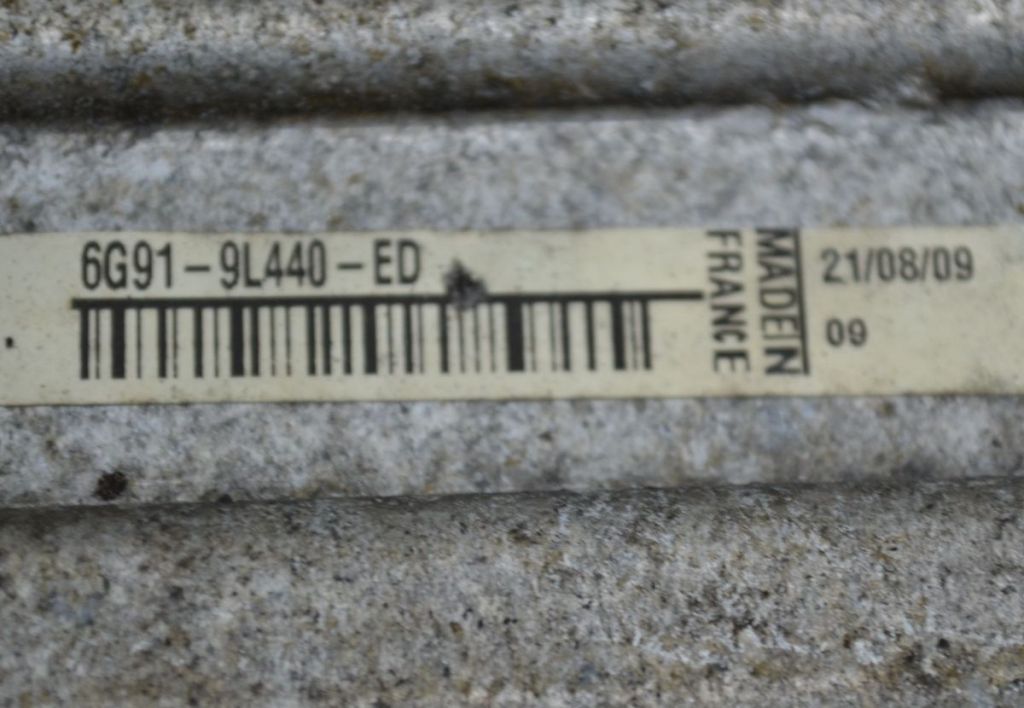 6G91-9L440-ED
MADE IN
FRANCE
21/08/09
09